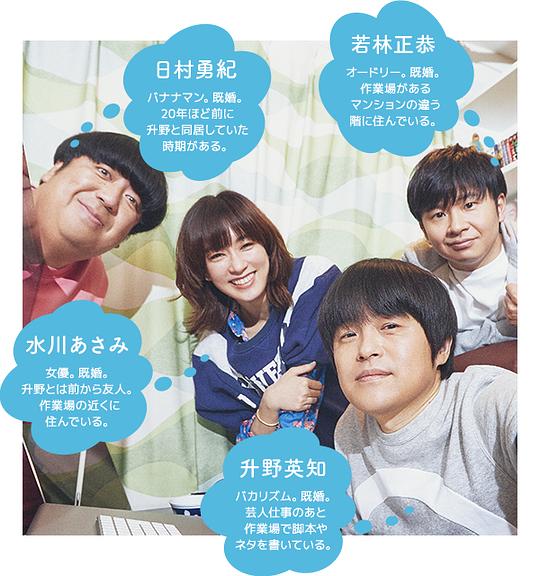 日村勇紀
バナナマン。既婚。
20年ほど前に
升野と同居していた
時期がある。
若林正恭
オードリー。既婚。
作業場がある
マンションの違う
階に住んでいる。
水川あさみ
女優。既婚。
升野とは前から友人。
作業場の近くに
住んでいる。
升野英知
バカリズム。既婚。
芸人仕事のあと
作業場で脚本や
ネタを書いている。